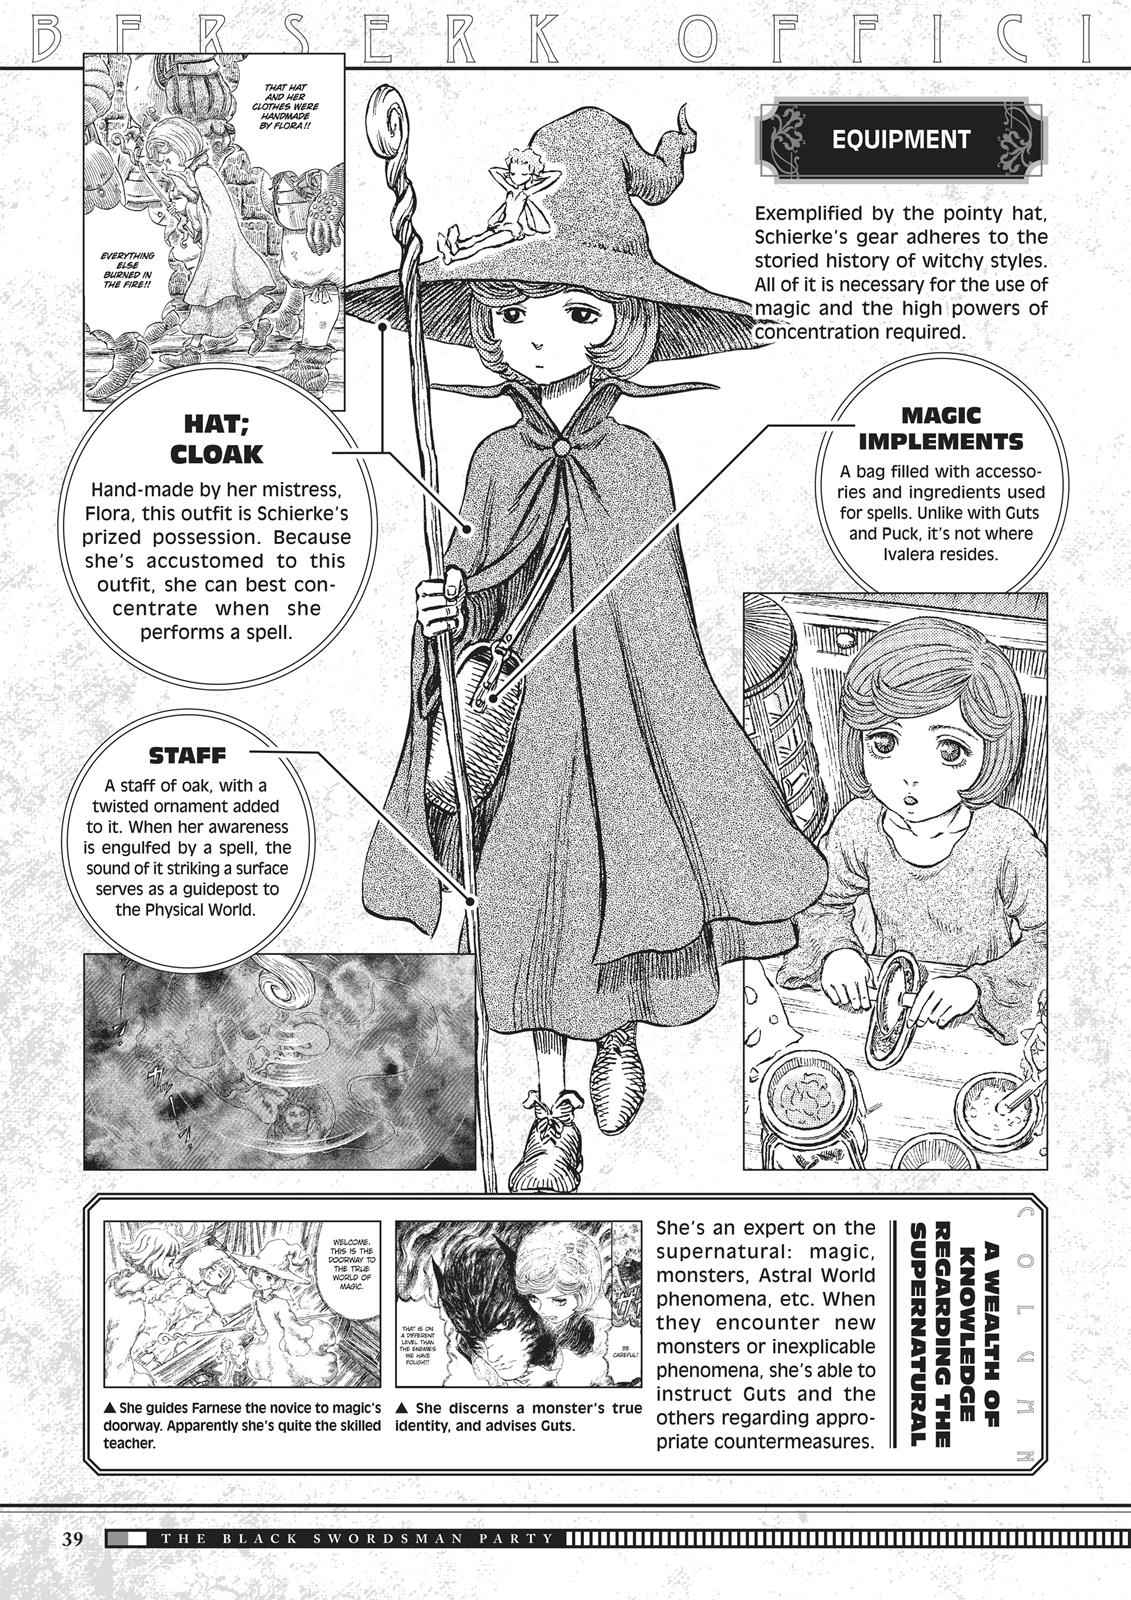 BERSERK OFFICI
THAT HAT
AND HER
CLOTHES WERE
HANDMADE
BY FLORA!!
EVERYTHING
ELSE
BURNED IN
THE FIRE!!
EQUIPMENT
Exemplified by the pointy hat,
Schierke's gear adheres to the
storied history of witchy styles.
All of it is necessary for the use of
magic and the high powers of
concentration required.
HAT;
CLOAK
Hand-made by her mistress,
Flora, this outfit is Schierke's
prized possession. Because
she's accustomed to this
outfit, she can best con-
centrate when she
performs a spell.
MAGIC
IMPLEMENTS
A bag filled with accesso-
ries and ingredients used
for spells. Unlike with Guts
and Puck, it's not where
Ivalera resides.
STAFF
A staff of oak, with a
twisted ornament added
to it. When her awareness
is engulfed by a spell, the
sound of it striking a surface
serves as a guidepost to
the Physical World.
WELCOME.
THIS IS THE
DOORWAY TO
THE TRUE
WORLD OF
MAGIC.
▲ She guides Farnese the novice to magic's
doorway. Apparently she's quite the skilled
teacher.
THAT IS ON
A DIFFERENT
LEVEL THAN
THE ENEMIES
WE HAVE
FOUGHT!
BE
CAREFUL!
▲ She discerns a monster's true
identity, and advises Guts.
She's an expert on the
supernatural: magic,
monsters, Astral World
phenomena, etc. When
they encounter new
monsters or inexplicable
phenomena, she's able to
instruct Guts and the
others regarding appro-
priate countermeasures.
A WEALTH OF
KNOWLEDGE
REGARDING THE
SUPERNATURAL
COLUMN
39
THE BLACK SWORDSMAN PARTY